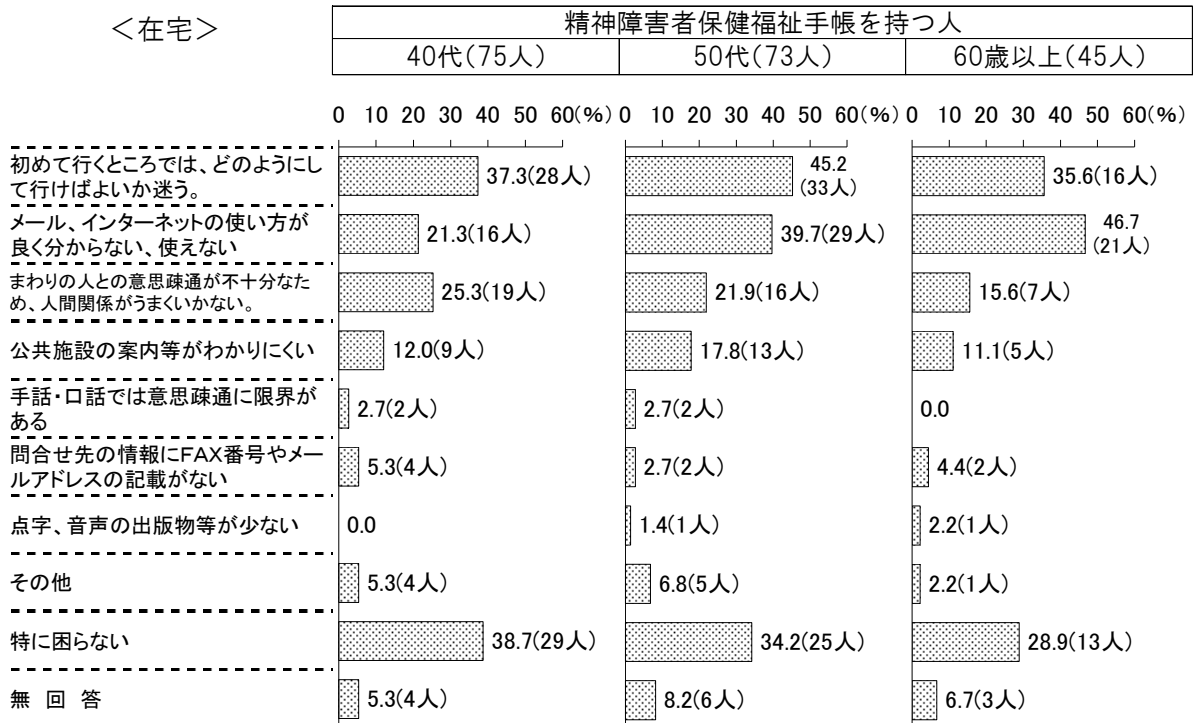 ＜在宅＞
精神障害者保健福祉手帳を持つ人
40代（75人） 50代（73人） 60歳以上（45人）
0 10 20 30 40 50 60(%) 0 10 20 30 40 50 60(%) 0 10 20 30 40 50 60(%)
初めて行くところでは、どのようにし
て行けばよいか迷う。
37.3(28人) 45.2
(33人) 35.6(16人)
メール、インターネットの使い方が
良く分からない、使えない
21.3(16人) 39.7(29人) 46.7
(21人)
まわりの人との意思疎通が不十分なた
め、人間関係がうまくいかない。
25.3(19人) 21.9(16人) 15.6(7人)
公共施設の案内等がわかりにくい
12.0(9人) 17.8(13人) 11.1(5人)
手話・口話では意思疎通に限界が
ある
2.7(2人) 2.7(2人) 0.0
問合せ先の情報にFAX番号やメー
ルアドレスの記載がない
5.3(4人) 2.7(2人) 4.4(2人)
点字、音声の出版物等が少ない
0.0 1.4(1人) 2.2(1人)
その他
5.3(4人) 6.8(5人) 2.2(1人)
特に困らない
38.7(29人) 34.2(25人) 28.9(13人)
無 回 答
5.3(4人) 8.2(6人) 6.7(3人)